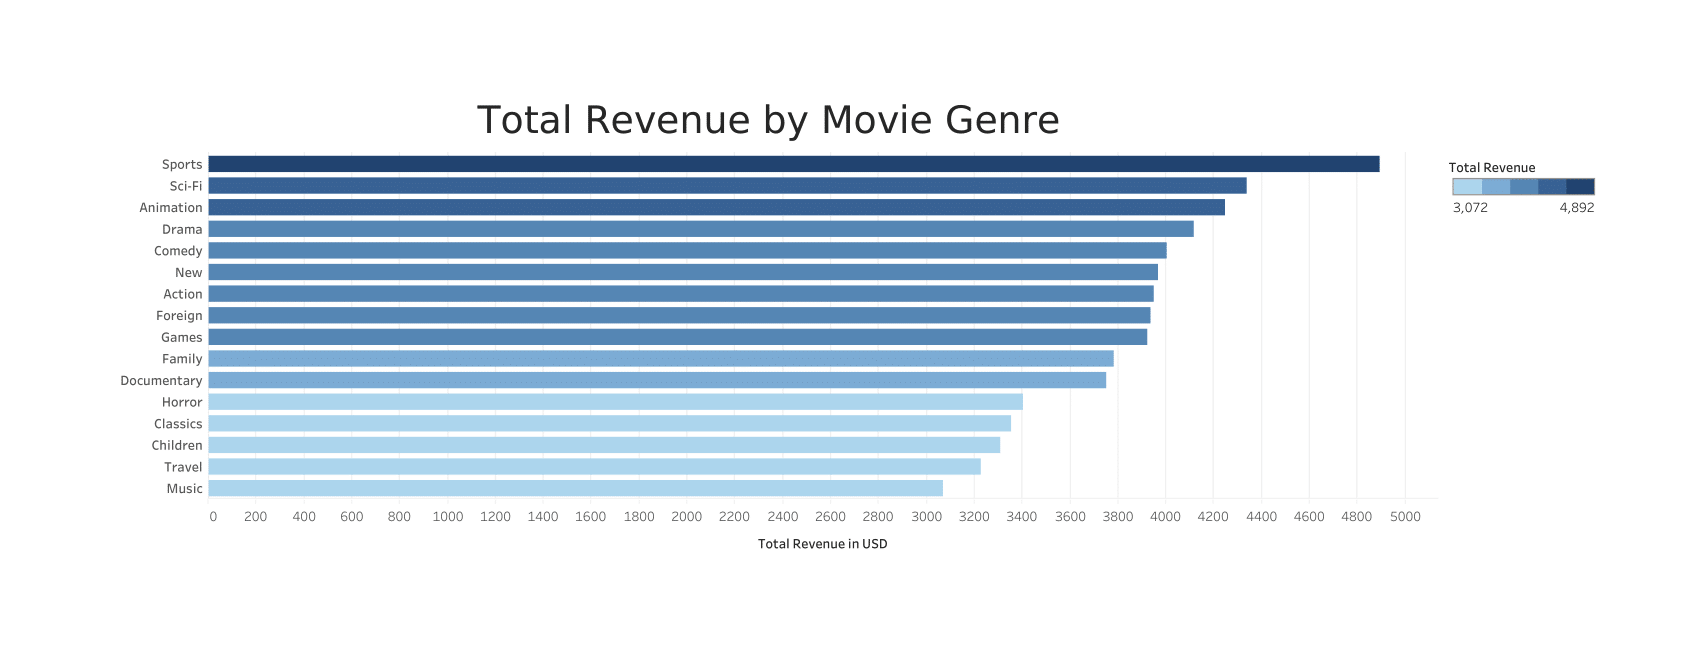 Total Revenue by Movie Genre
Sports
Sci-Fi
Animation
Drama
Comedy
New
Action
Foreign
Games
Family
Documentary
Horror
Classics
Children
Travel
Music
0 200 400 600 800 1000 1200 1400 1600 1800 2000 2200 2400 2600 2800 3000 3200 3400 3600 3800 4000 4200 4400 4600 4800 5000
Total Revenue in USD
Total Revenue
3,072 4,892